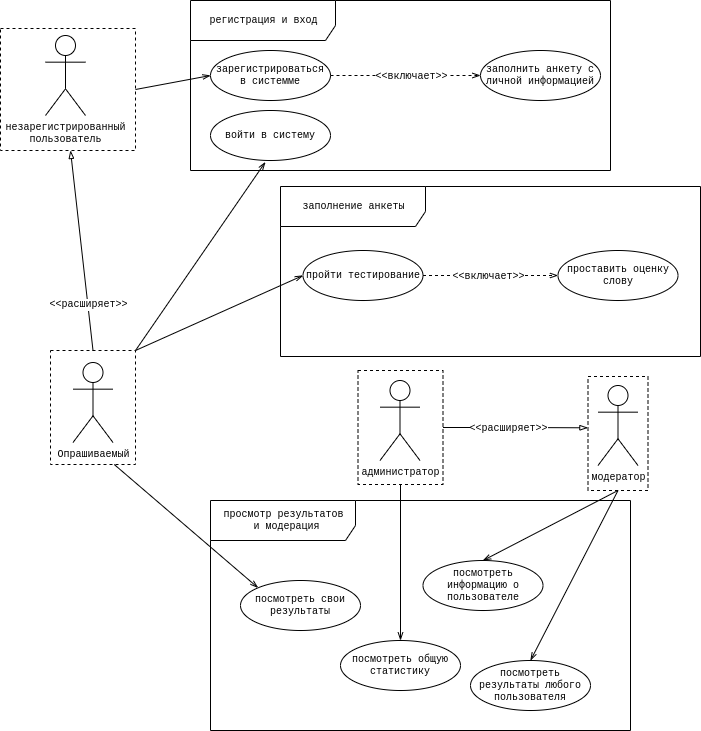 регистрация и вход
незарегистрированный
пользователь
зарегистрироваться
в системме
<<включает>>
заполнить анкету с
личной информацией
войти в систему
заполнение анкеты
пройти тестирование
<<включает>>
проставить оценку
слову
<<расширяет>>
Опрашиваемый
администратор
<<расширяет>>
модератор
просмотр результатов
и модерация
посмотреть свои
результаты
посмотреть
информацию о
пользователе
посмотреть общую
статистику
посмотреть
результаты любого
пользователя